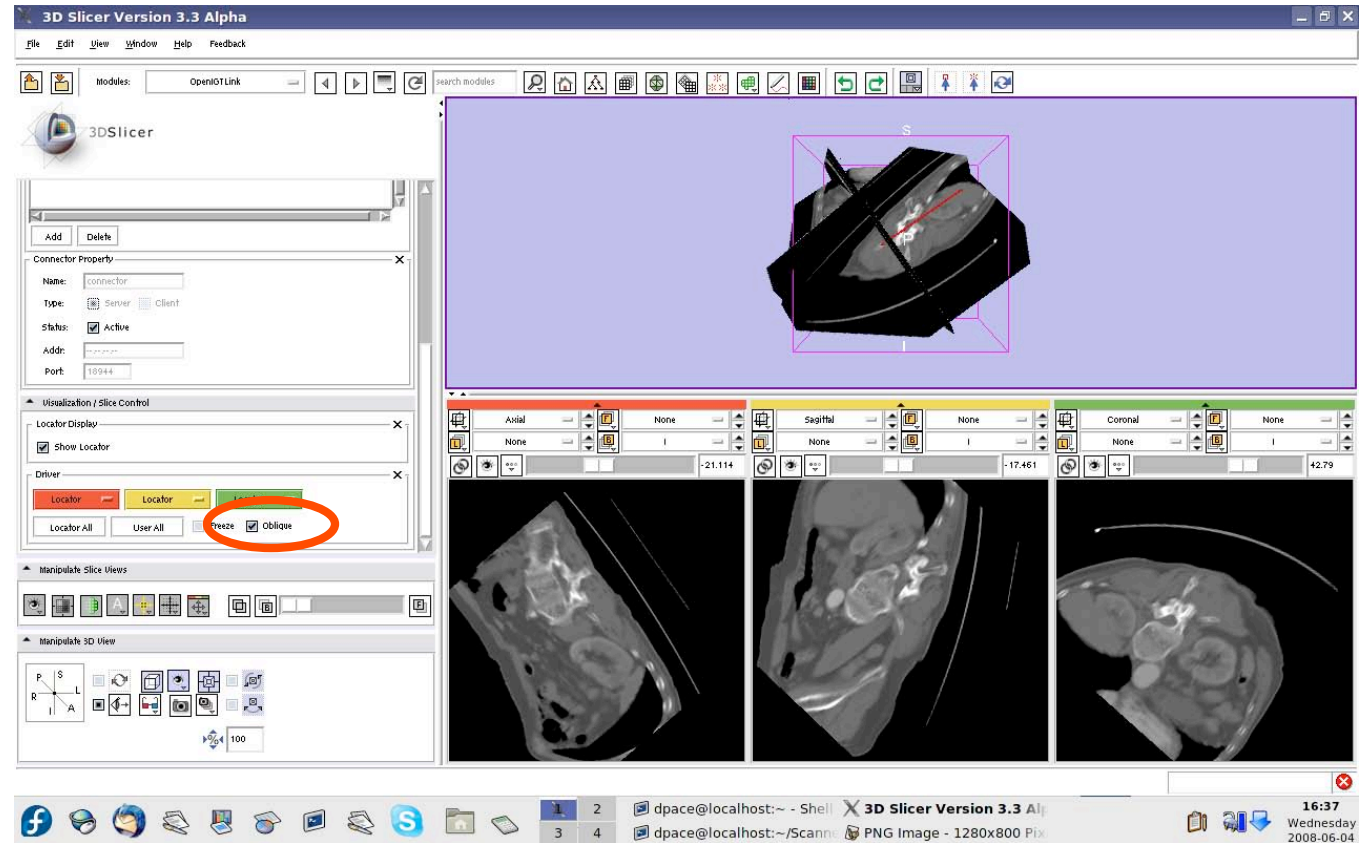 3D Slicer Version 3.3 Alpha
File Edit View Window Help Feedback
Modules: OpenIGTLink search modules
3DSlicer
Add Delete
Connector Property
Name: connector
Type: Server Client
Status: Active
Addr: --.--.--.--
Port: 18944
Visualization / Slice Control
Locator Display
Show Locator
Driver
Locator Locator
Locator All User All Freeze Oblique
Manipulate Slice Views
Manipulate 3D View
P S
R L
I A
% 100
S
P
I
Axial F None
L None B I
-21.114
Sagittal F None
L None B I
-17.461
Coronal F None
L None B I
42.79
1 2
3 4
dpace@localhost:~ - Shell
dpace@localhost:~/Scann
3D Slicer Version 3.3 Al
PNG Image - 1280x800 Pix
16:37
Wednesday
2008-06-04